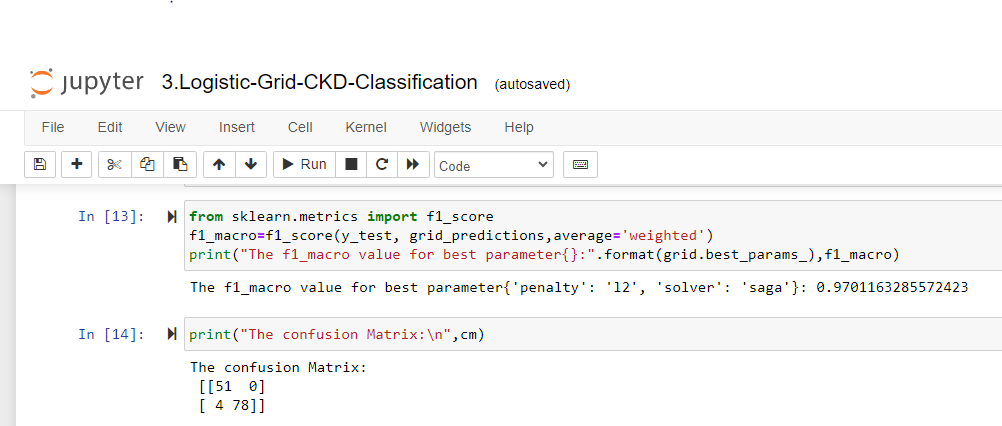 jupyter 3.Logistic-Grid-CKD-Classification (autosaved)
File Edit View Insert Cell Kernel Widgets Help
Run Code
In [13]: from sklearn.metrics import f1_score
f1_macro=f1_score(y_test, grid_predictions,average='weighted')
print("The f1_macro value for best parameter{}:".format(grid.best_params_),f1_macro)
The f1_macro value for best parameter{'penalty': 'l2', 'solver': 'saga'}: 0.9701163285572423
In [14]: print("The confusion Matrix:\n",cm)
The confusion Matrix:
[[51  0]
[ 4 78]]